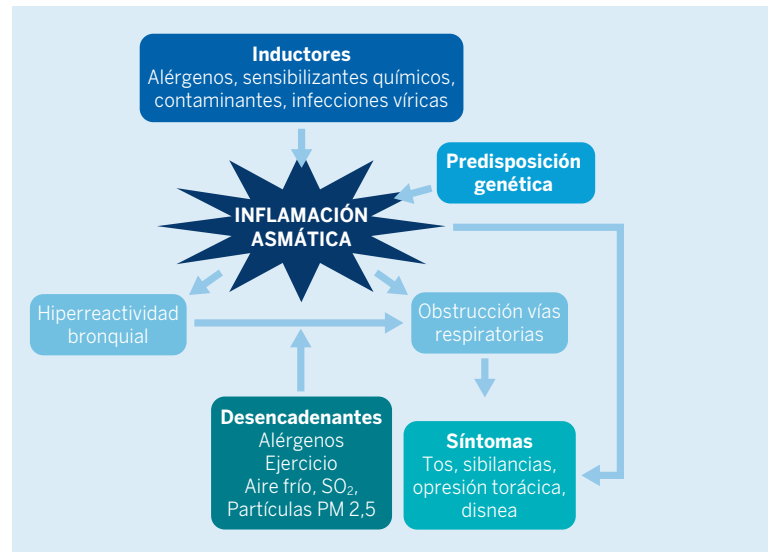 Inductores
Alérgenos, sensibilizantes químicos,
contaminantes, infecciones víricas
Predisposición
genética
INFLAMACIÓN
ASMÁTICA
Hiperreactividad
bronquial
Obstrucción vías
respiratorias
Desencadenantes
Alérgenos
Ejercicio
Aire frío, SO₂,
Partículas PM 2,5
Síntomas
Tos, sibilancias,
opresión torácica,
disnea